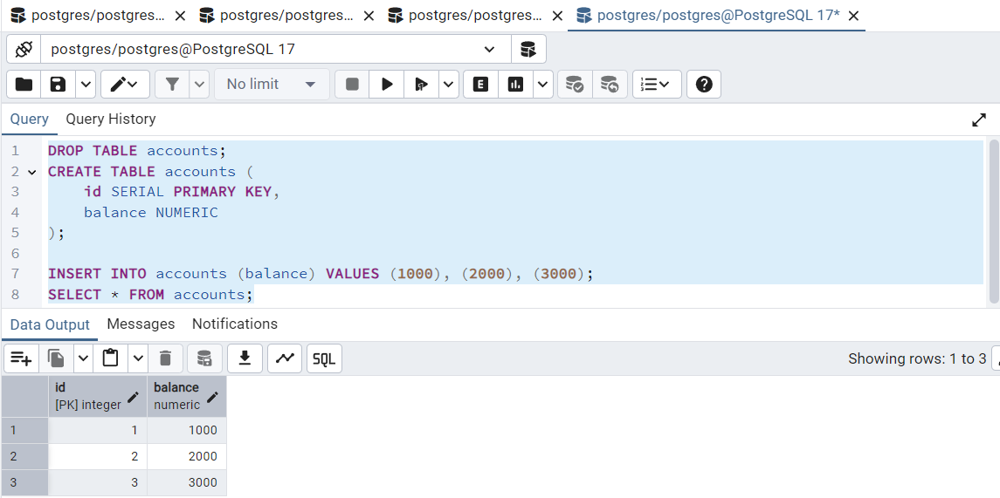 postgres/postgres... postgres/postgres... postgres/postgres... postgres/postgres@PostgreSQL 17*
postgres/postgres@PostgreSQL 17
No limit
E
Query Query History
1 DROP TABLE accounts;
2 CREATE TABLE accounts (
3 id SERIAL PRIMARY KEY,
4 balance NUMERIC
5 );
6
7 INSERT INTO accounts (balance) VALUES (1000), (2000), (3000);
8 SELECT * FROM accounts;
Data Output Messages Notifications
SQL Showing rows: 1 to 3
id balance
[PK] integer numeric
1 1 1000
2 2 2000
3 3 3000